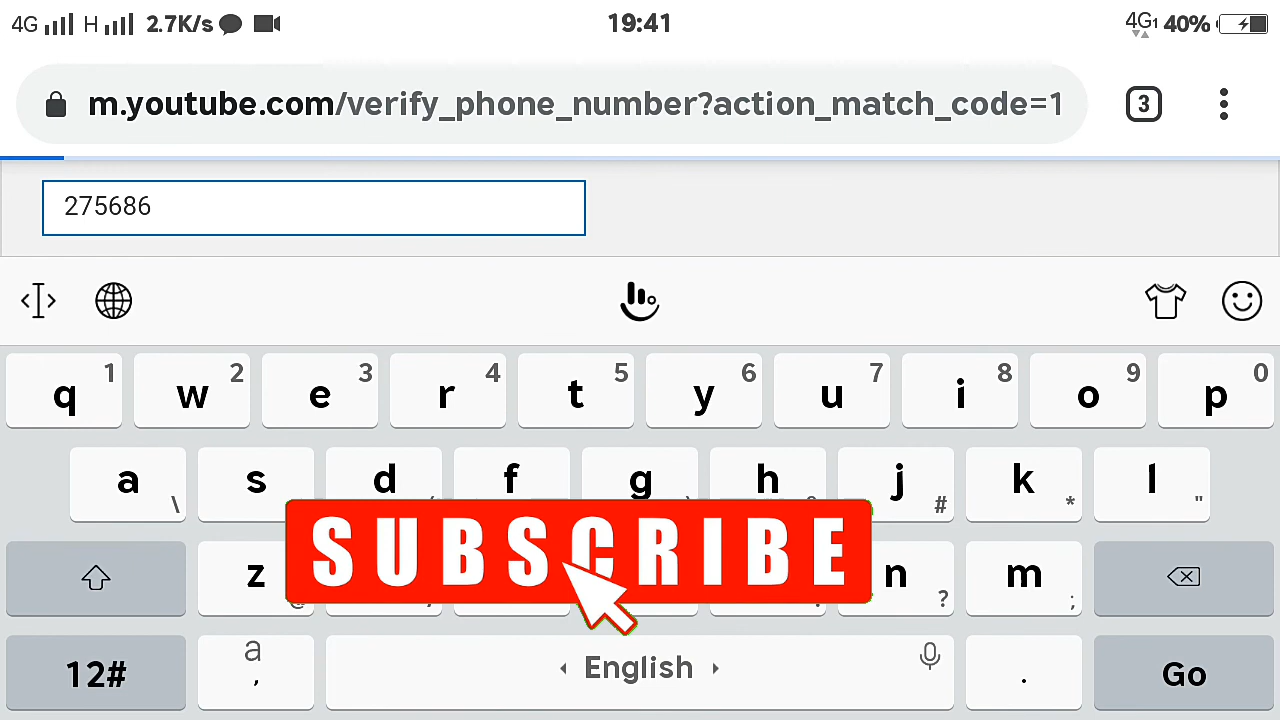 4G H 2.7K/s 19:41 4G1 40%
m.youtube.com/verify_phone_number?action_match_code=1 3
275686
1 2 3 4 5 6 7 8 9 0
q w e r t y u i o p
a s d f g h j k l
\ # * "
SUBSCRIBE
z n m
? ;
12# a , English . Go